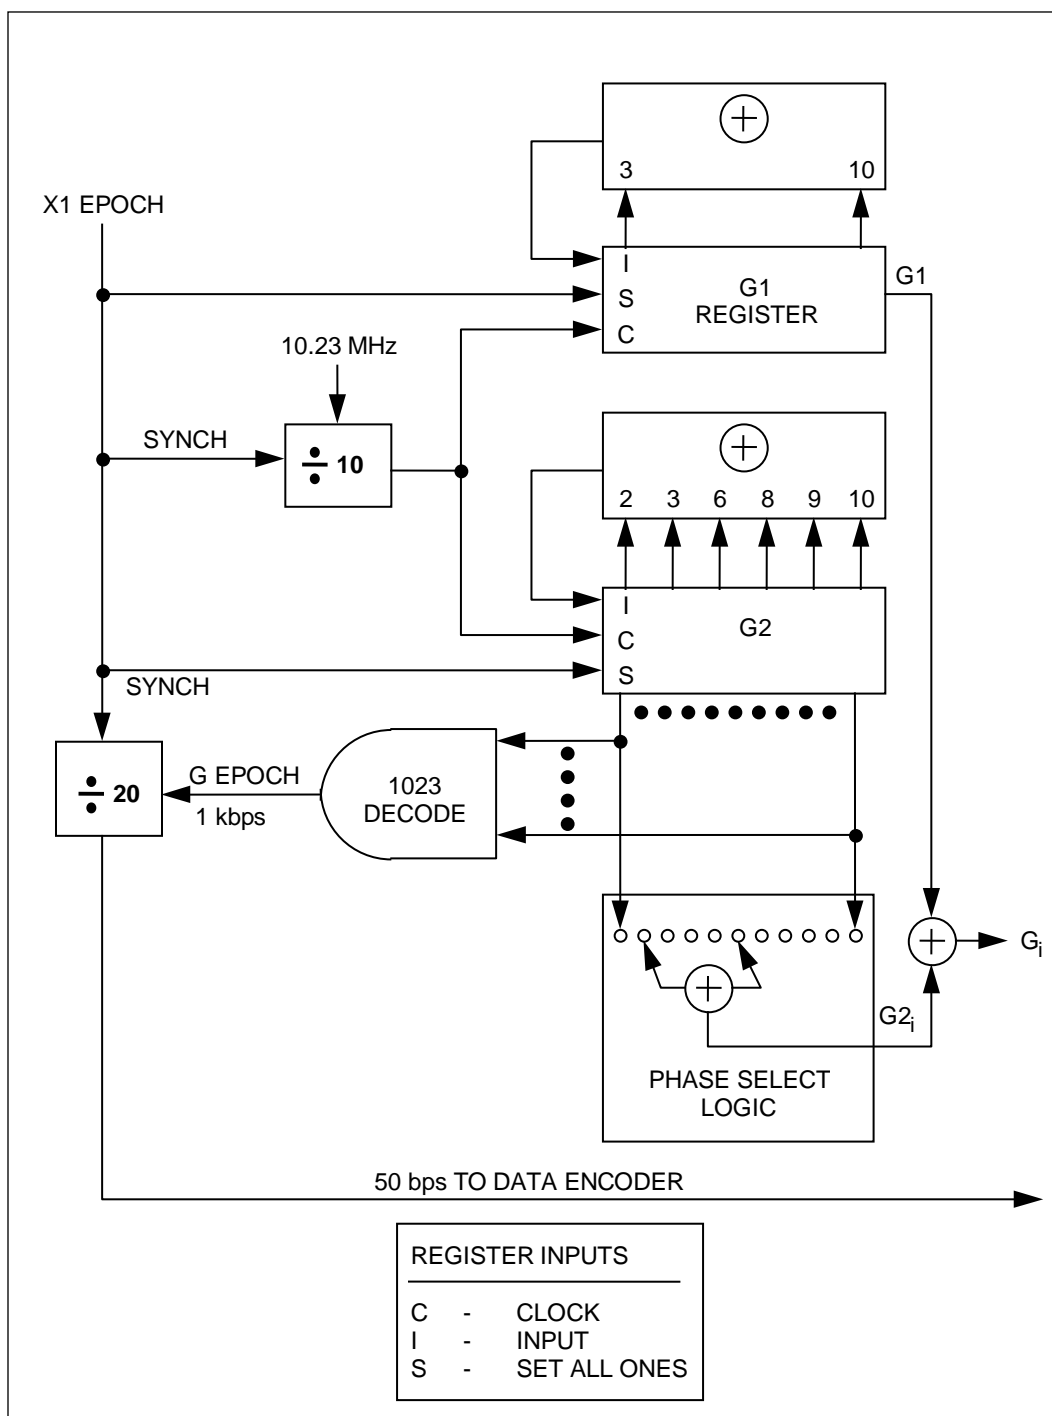 3 10
X1 EPOCH
I
S
C
G1
REGISTER
G1
10.23 MHz
SYNCH
÷ 10
2 3 6 8 9 10
I
C
S
G2
SYNCH
÷ 20
G EPOCH
1 kbps
1023
DECODE
G2i
Gi
PHASE SELECT
LOGIC
50 bps TO DATA ENCODER
REGISTER INPUTS
C - CLOCK
I - INPUT
S - SET ALL ONES